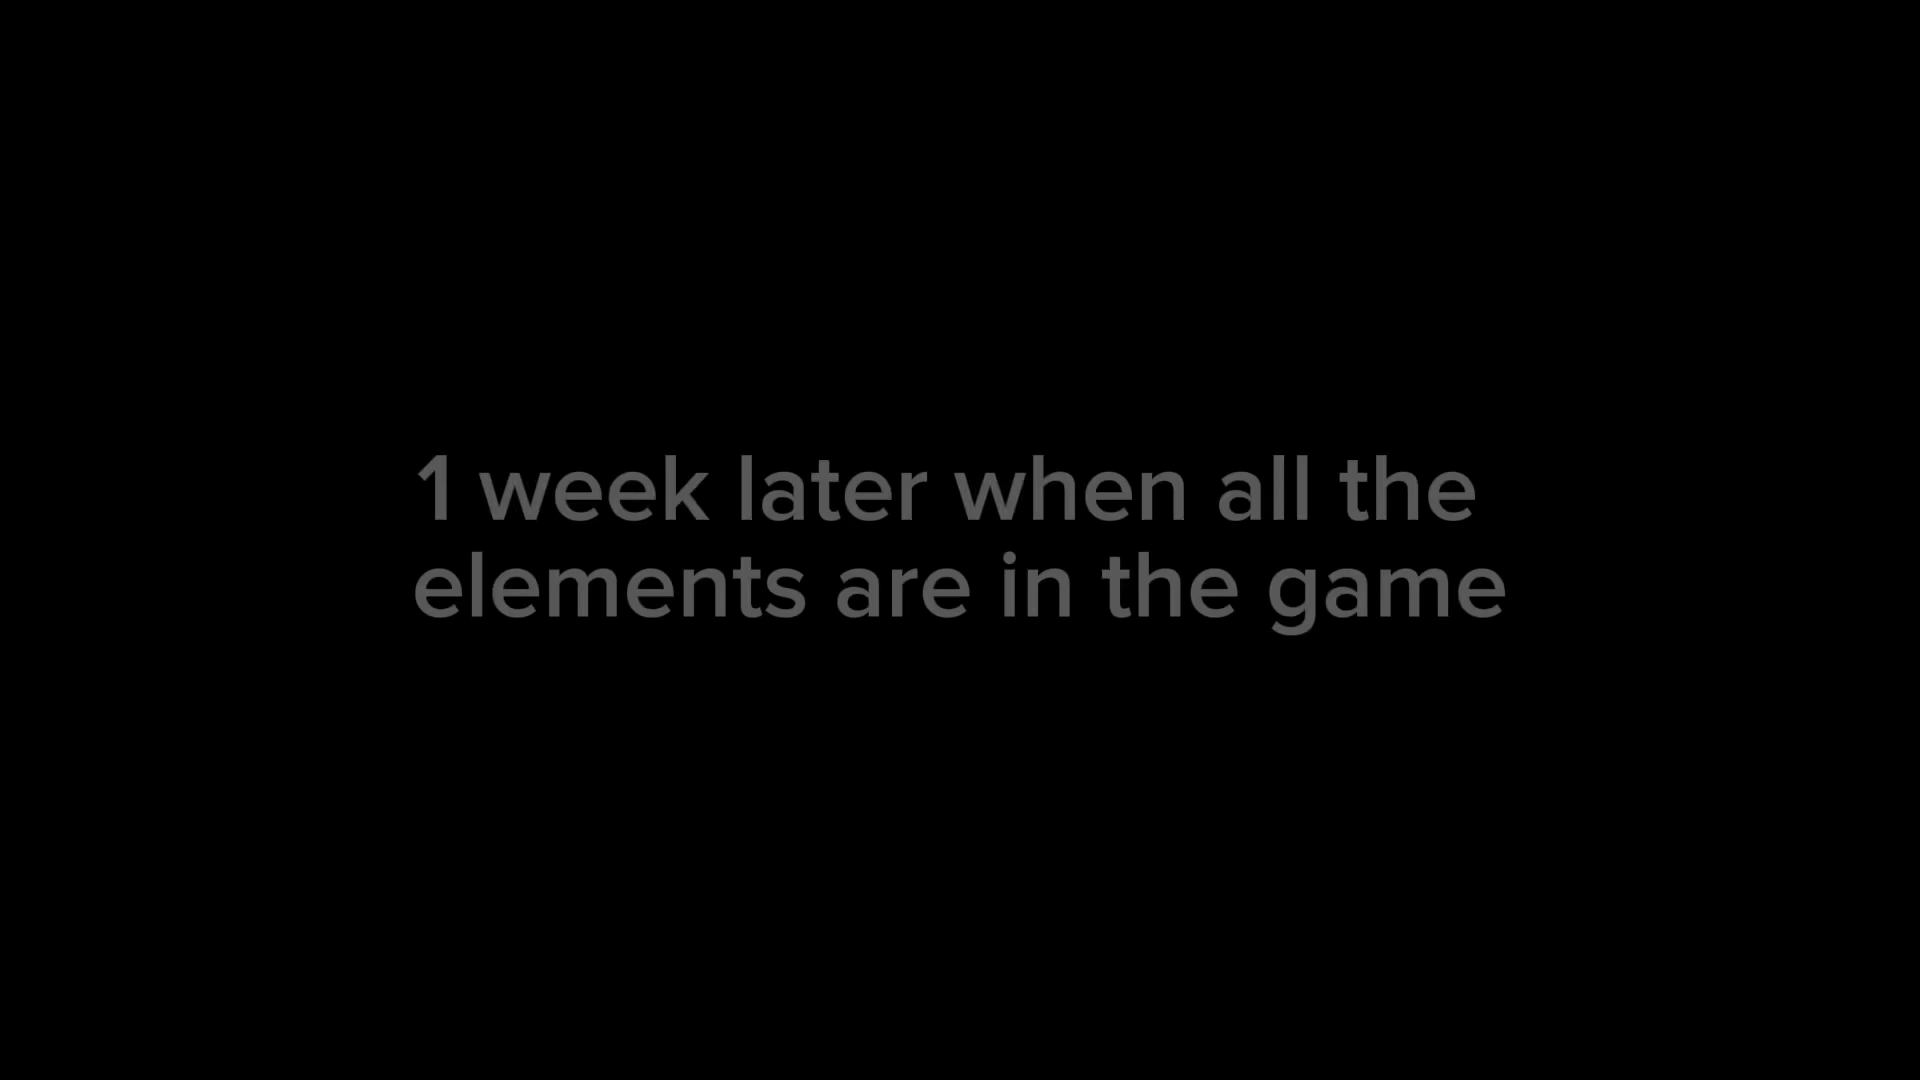 1 week later when all the
elements are in the game